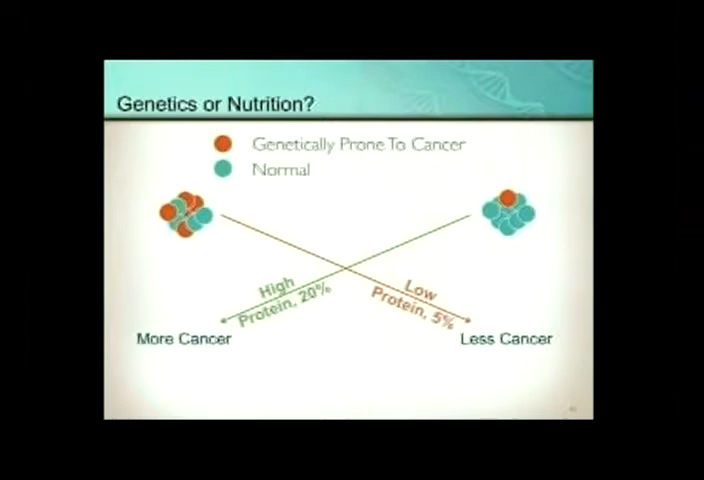 Genetics or Nutrition?
Genetically Prone To Cancer
Normal
High
Protein, 20%
Low
Protein, 5%
More Cancer
Less Cancer